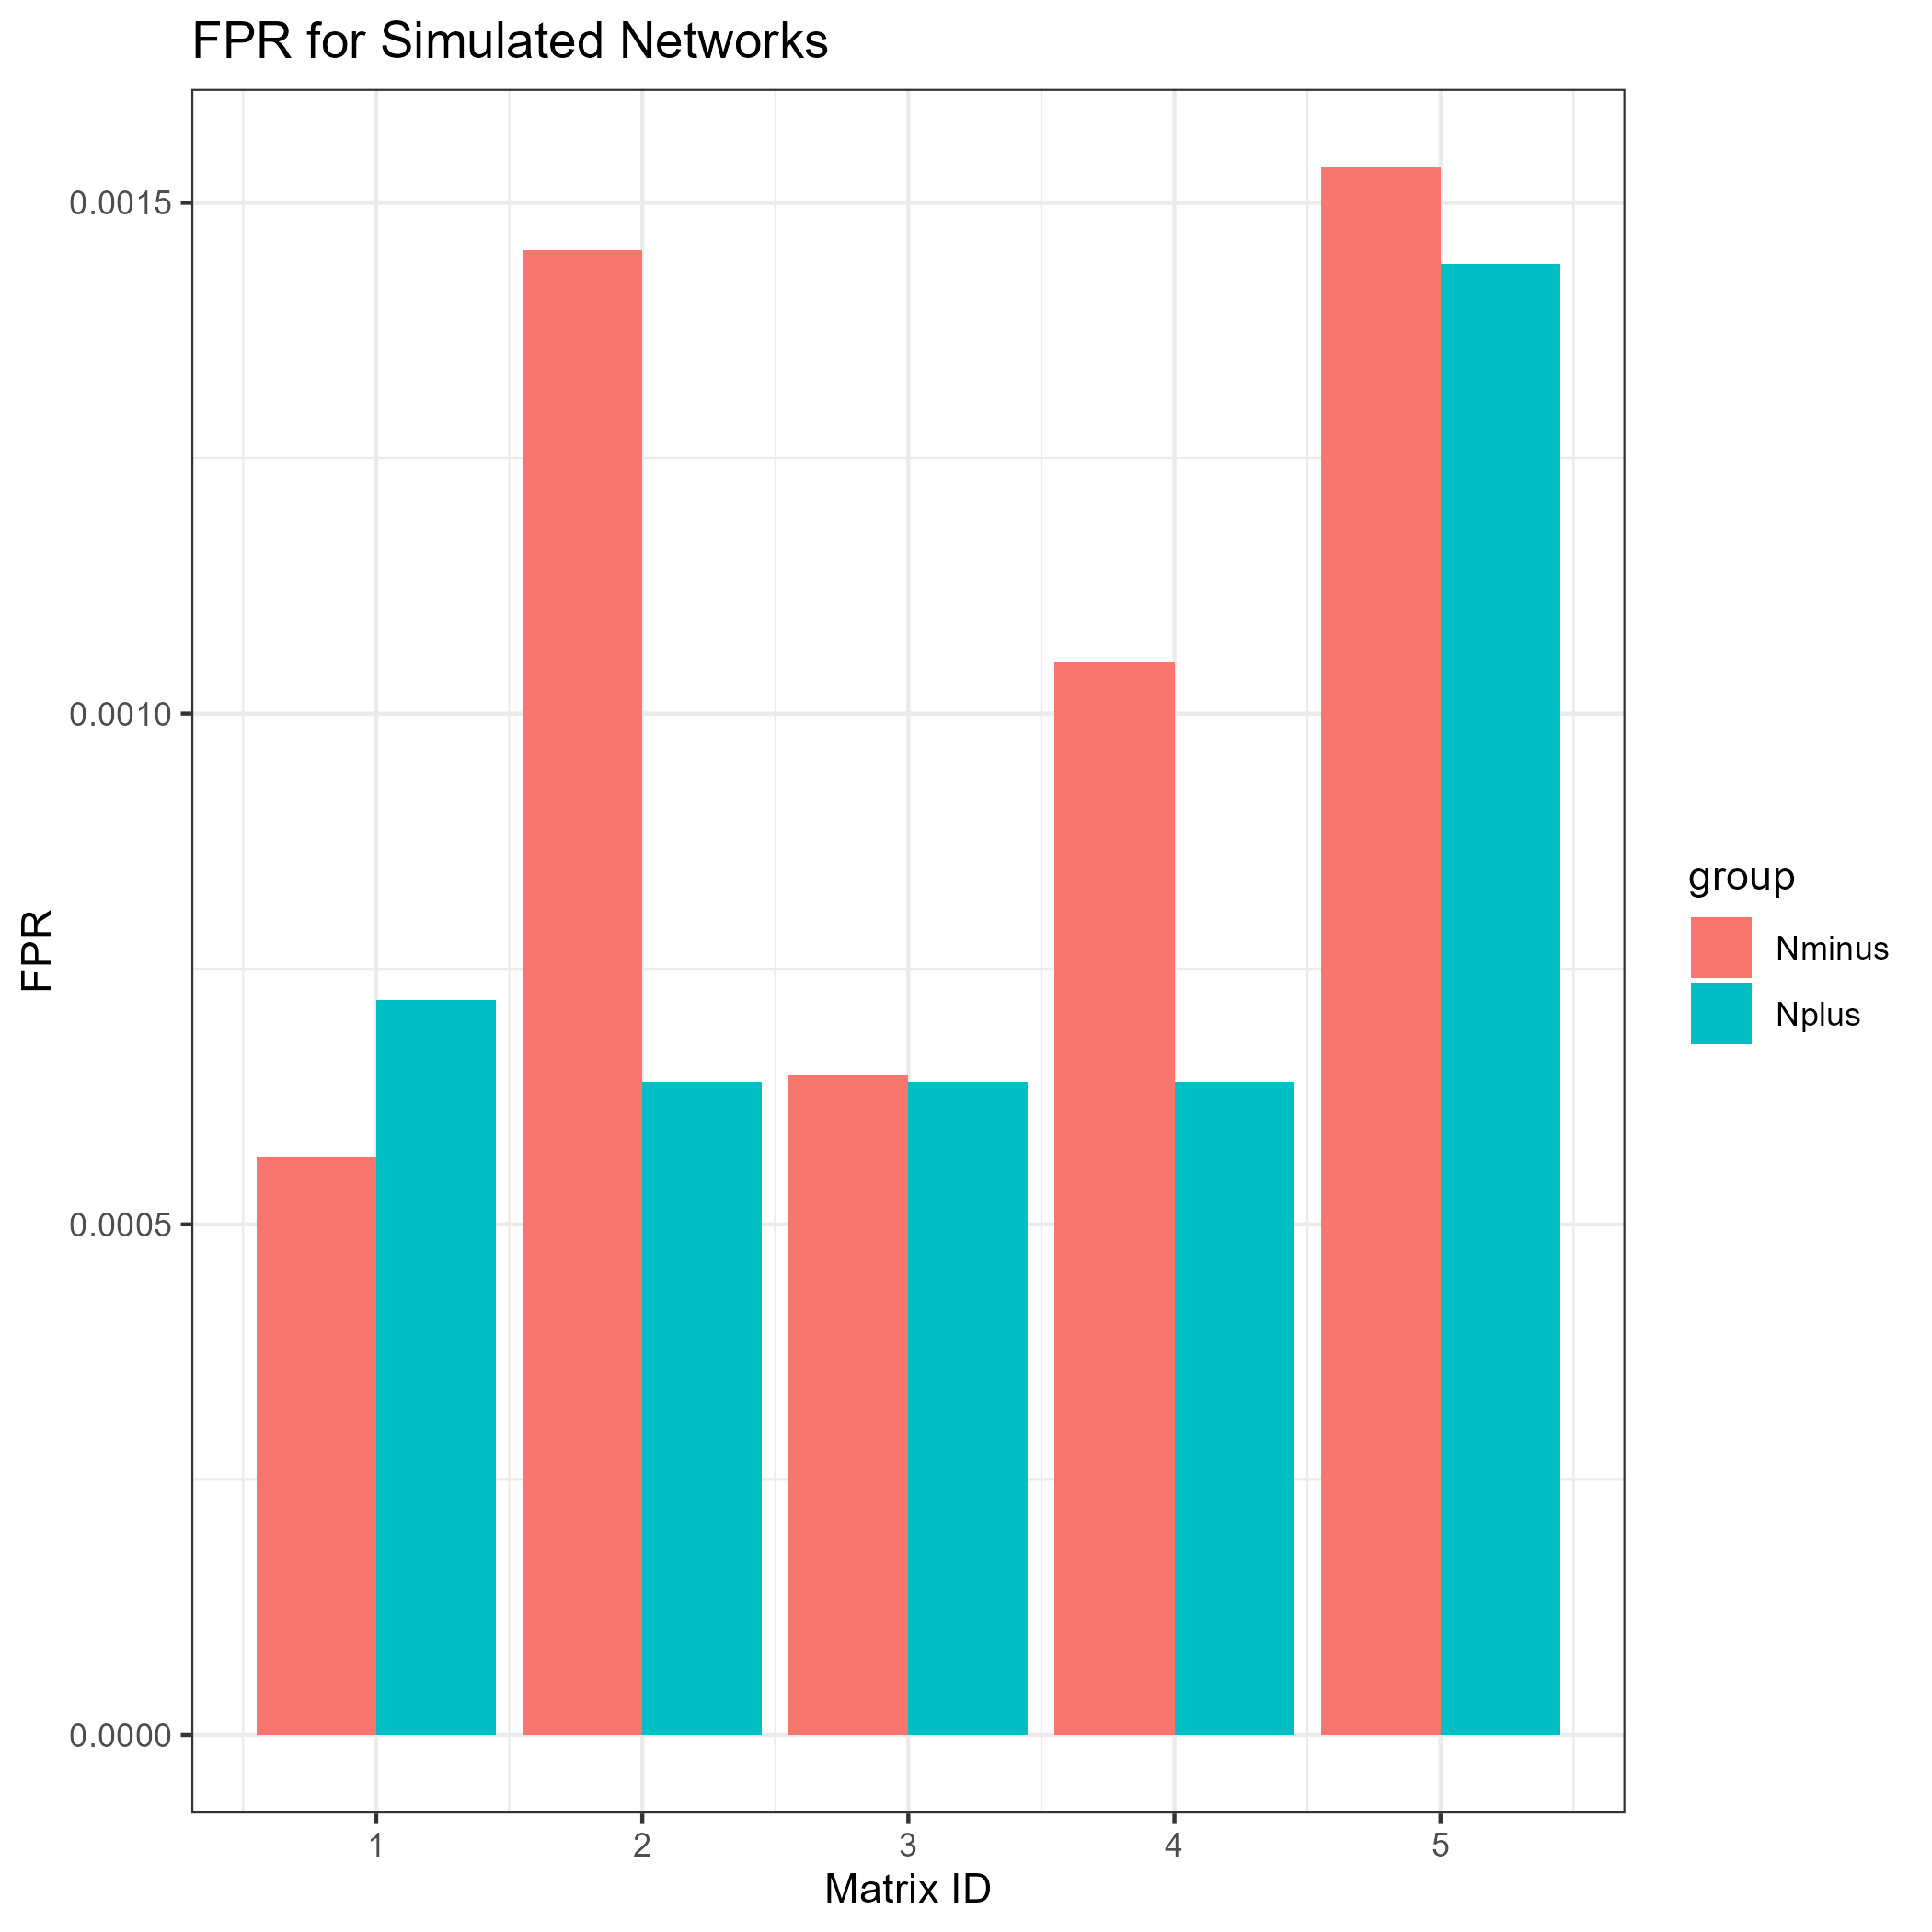 FPR for Simulated Networks
0.0015
0.0010
0.0005
0.0000
FPR
1 2 3 4 5
Matrix ID
group
Nminus
Nplus